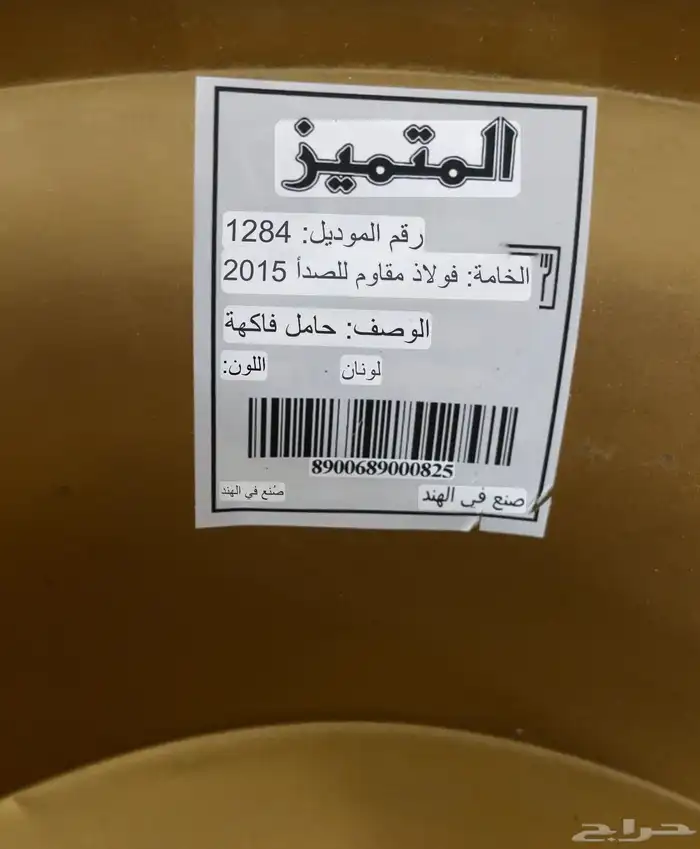 المتميز
رقم الموديل: 1284
الخامة: فولاذ مقاوم للصدأ 2015
الوصف: حامل فاكهة
اللون: لونان
8900689000825
صنع في الهند
صُنع في الهند
حراج